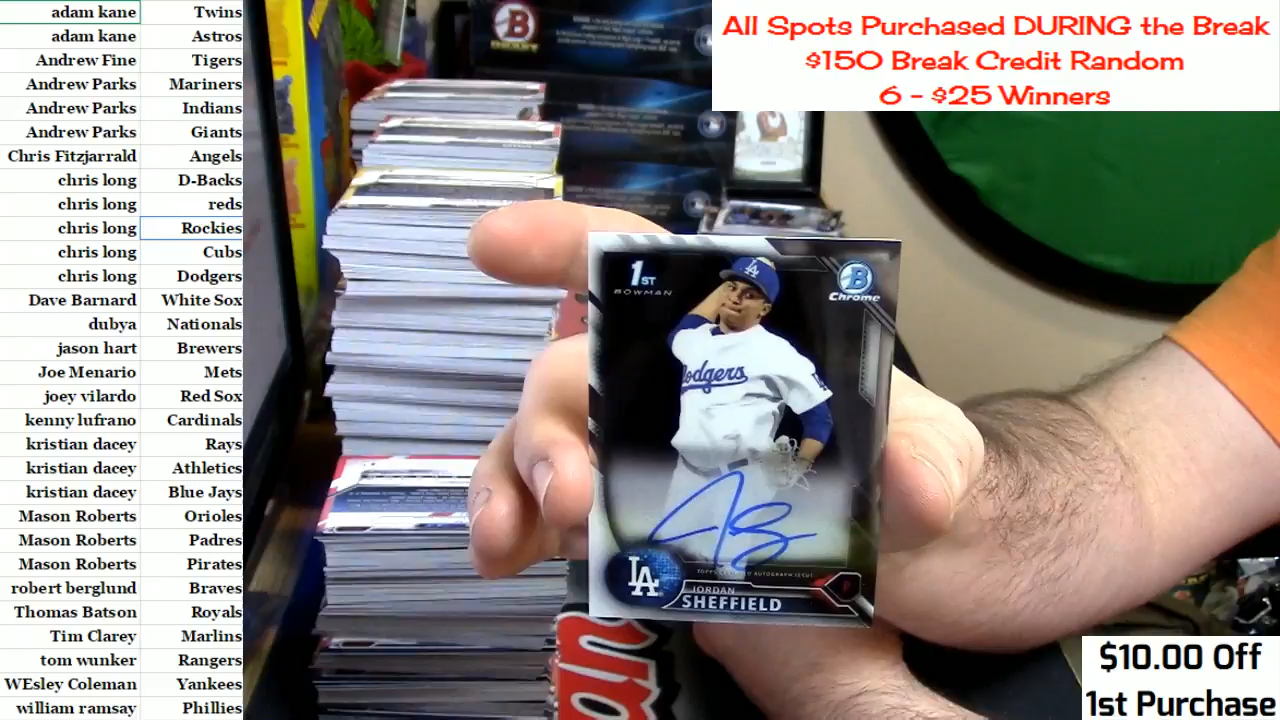 adam kane Twins
adam kane Astros
Andrew Fine Tigers
Andrew Parks Mariners
Andrew Parks Indians
Andrew Parks Giants
Chris Fitzjarrald Angels
chris long D-Backs
chris long reds
chris long Rockies
chris long Cubs
chris long Dodgers
Dave Barnard White Sox
dubya Nationals
jason hart Brewers
Joe Menario Mets
joey vilardo Red Sox
kenny lufrano Cardinals
kristian dacey Rays
kristian dacey Athletics
kristian dacey Blue Jays
Mason Roberts Orioles
Mason Roberts Padres
Mason Roberts Pirates
robert berglund Braves
Thomas Batson Royals
Tim Clarey Marlins
tom wunker Rangers
WEsley Coleman Yankees
william ramsay Phillies
All Spots Purchased DURING the Break
$150 Break Credit Random
6 - $25 Winners
B
1ST
BOWMAN
B
Chrome
LA
Dodgers
LA
JORDAN
SHEFFIELD
P
$10.00 Off
1st Purchase